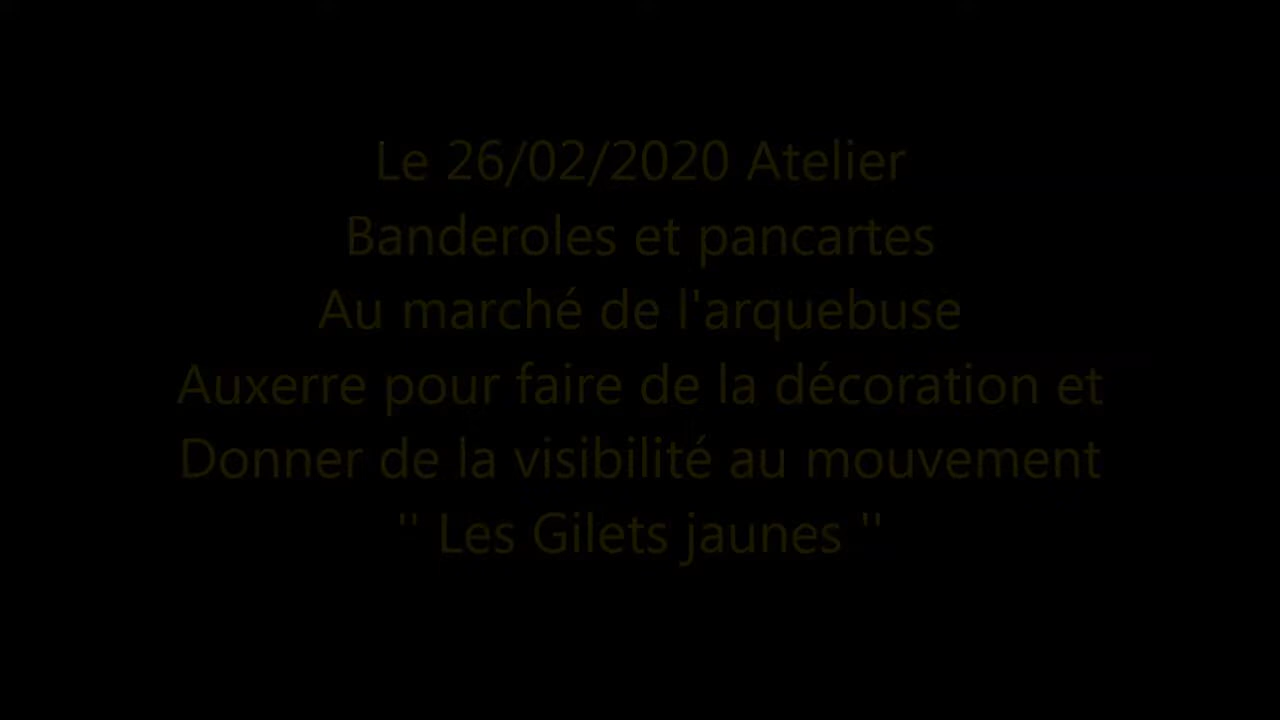 Le 26/02/2020 Atelier
Banderoles et pancartes
Au marché de l'arquebuse
Auxerre pour faire de la décoration et
Donner de la visibilité au mouvement
'' Les Gilets jaunes ''